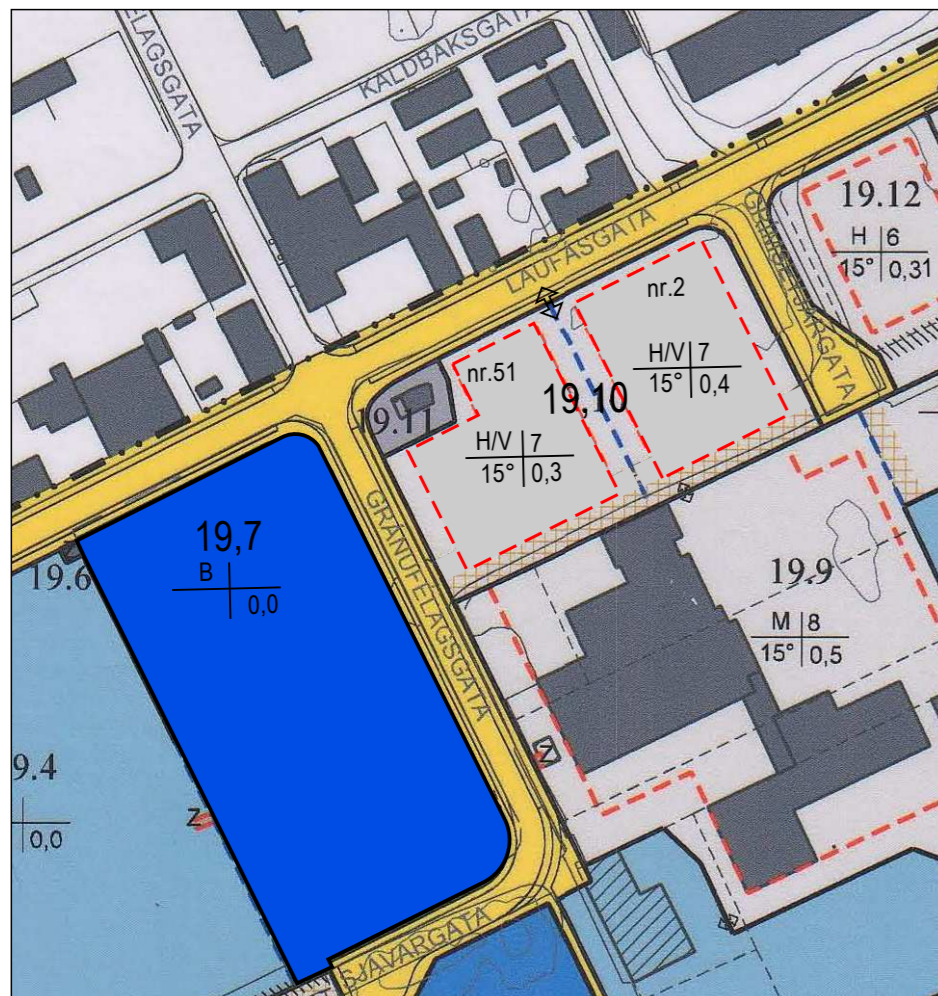 ELAGSGATA
KALDBAKSGATA
LAUFÁSGATA
GRÍMSEYJARGATA
19.12
H 6
15° 0,31
nr.2
H/V 7
15° 0,4
nr.51
19,10
19.11
H/V 7
15° 0,3
19,7
B
0,0
19.6
GRÁNUFELAGSGATA
19.9
M 8
15° 0,5
9.4
0,0
Z
Z
SJÁVARGATA